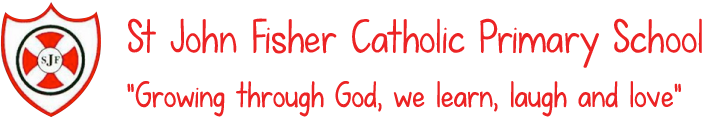 SJF
St John Fisher Catholic Primary School
"Growing through God, we learn, laugh and love"